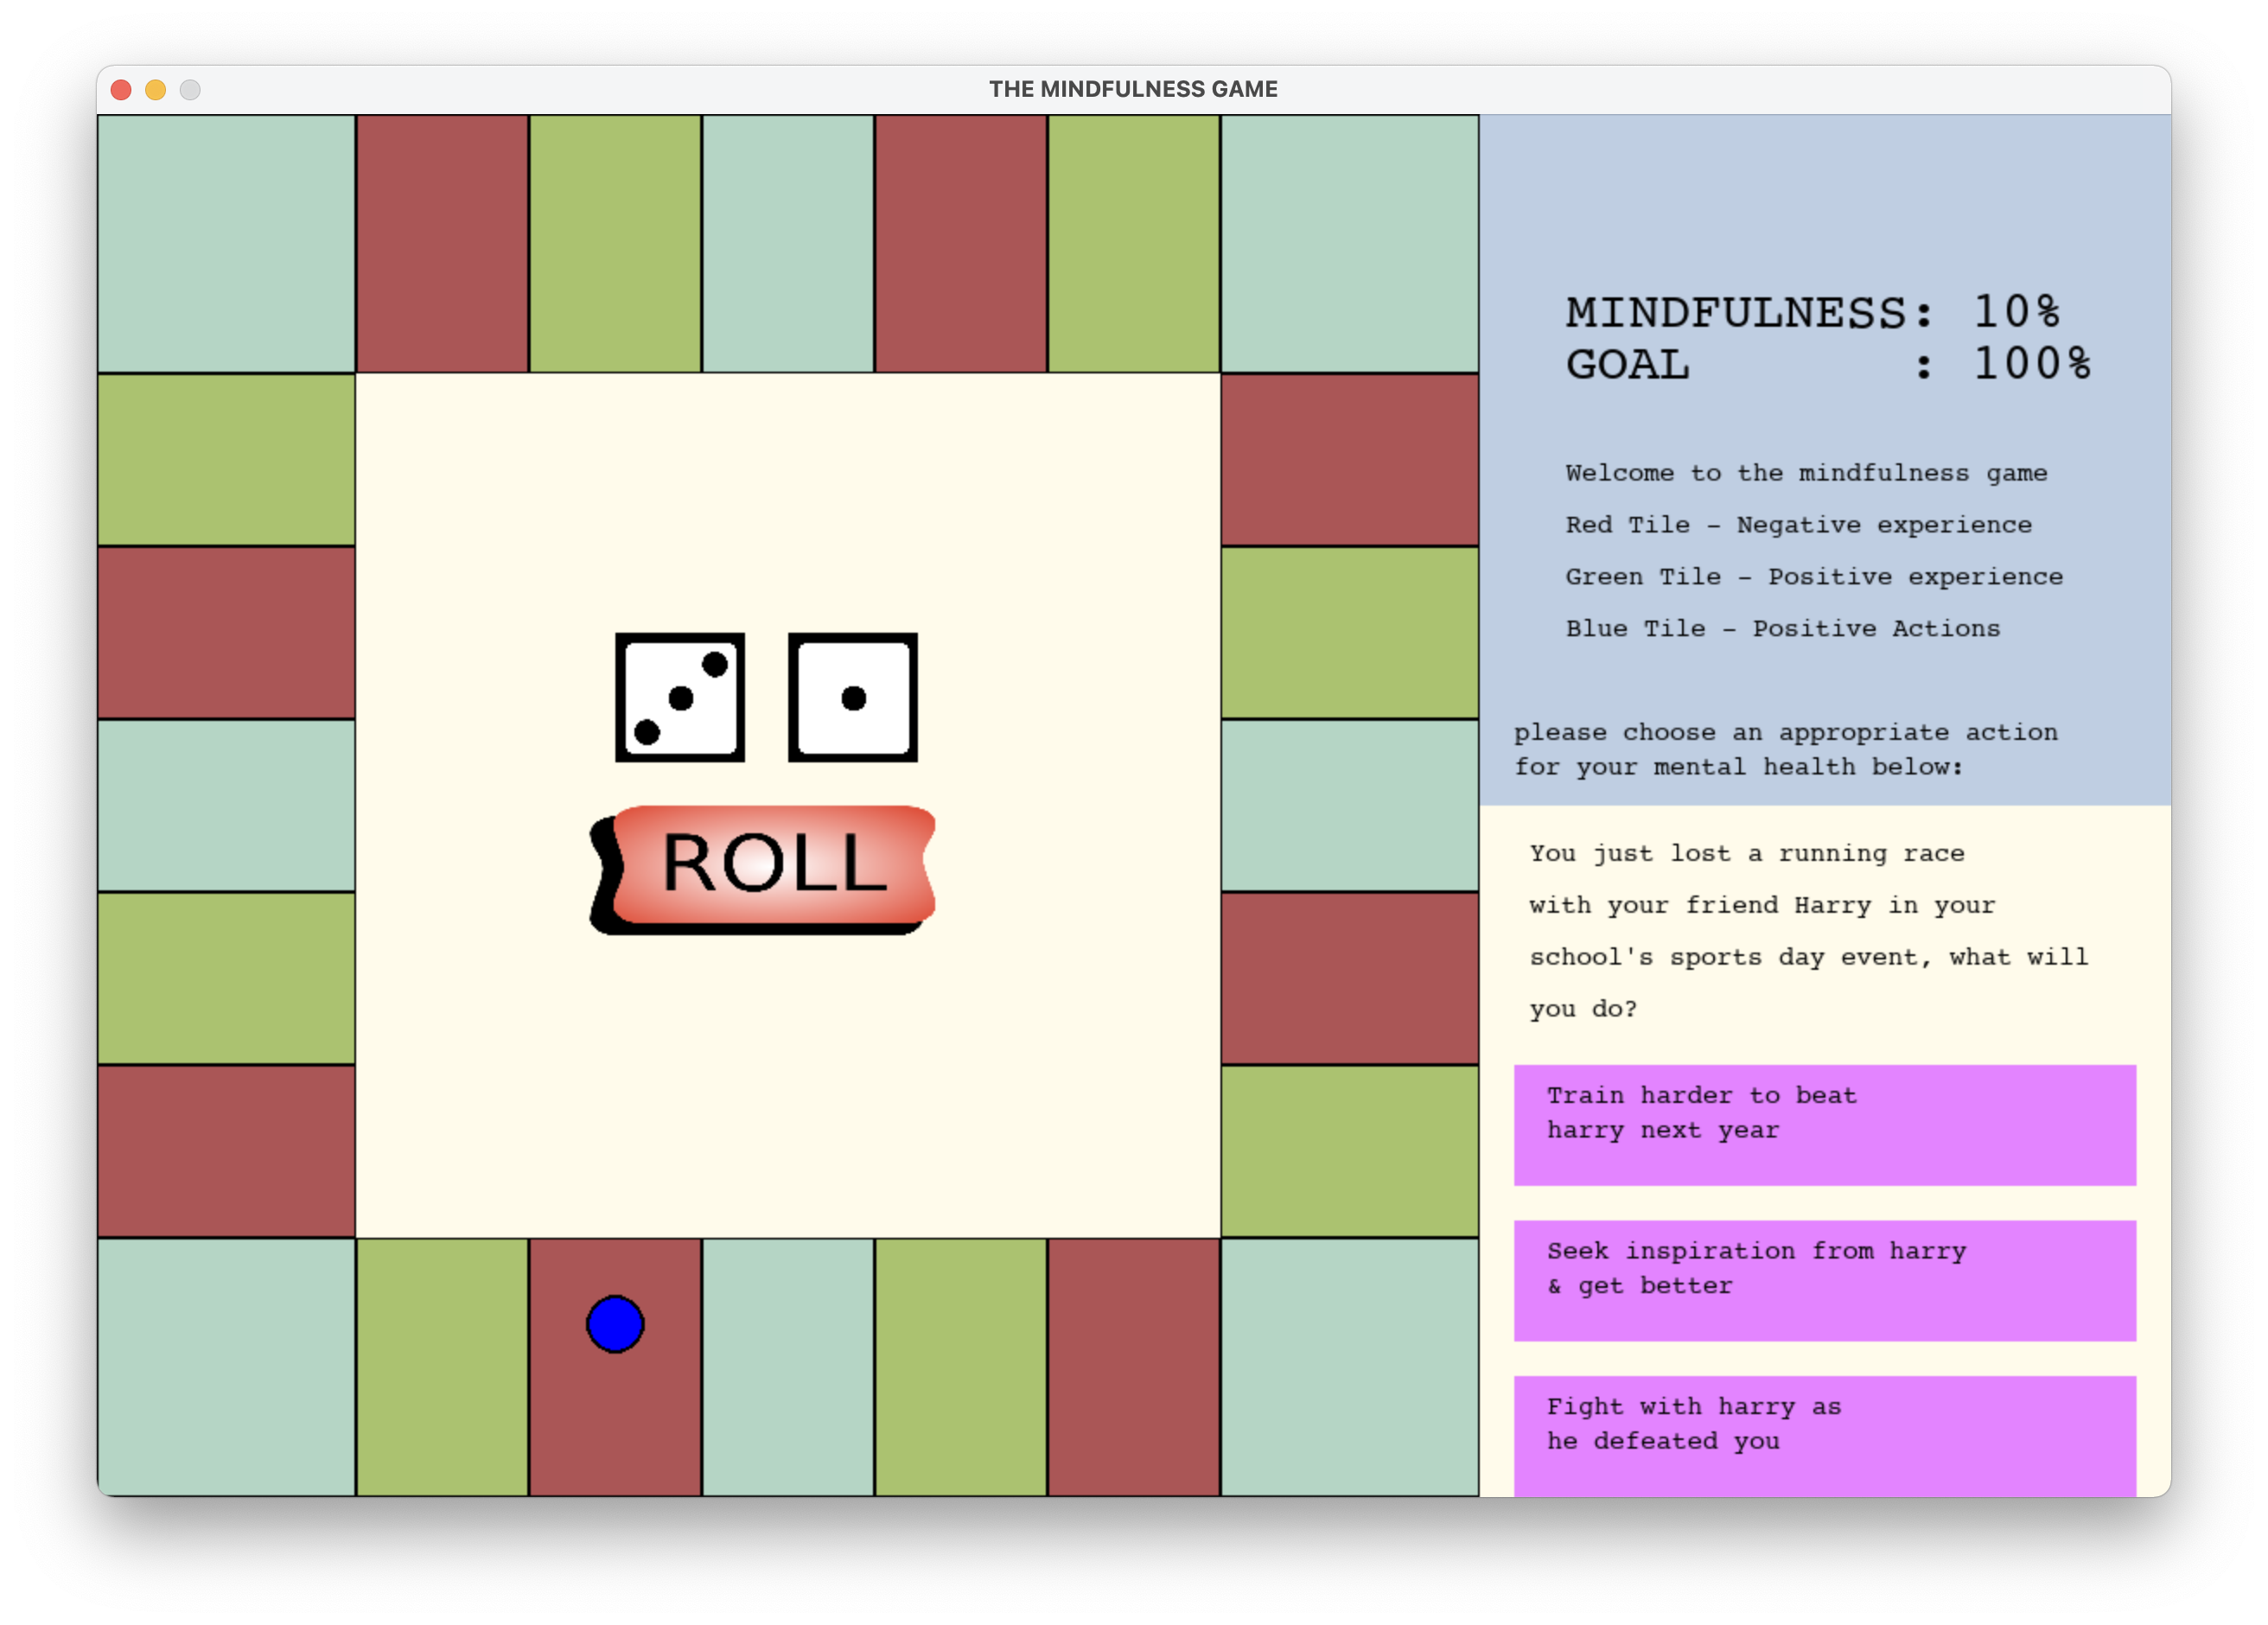 THE MINDFULNESS GAME
MINDFULNESS: 10%
GOAL : 100%
Welcome to the mindfulness game
Red Tile - Negative experience
Green Tile - Positive experience
Blue Tile - Positive Actions
please choose an appropriate action
for your mental health below:
ROLL
You just lost a running race
with your friend Harry in your
school's sports day event, what will
you do?
Train harder to beat
harry next year
Seek inspiration from harry
& get better
Fight with harry as
he defeated you